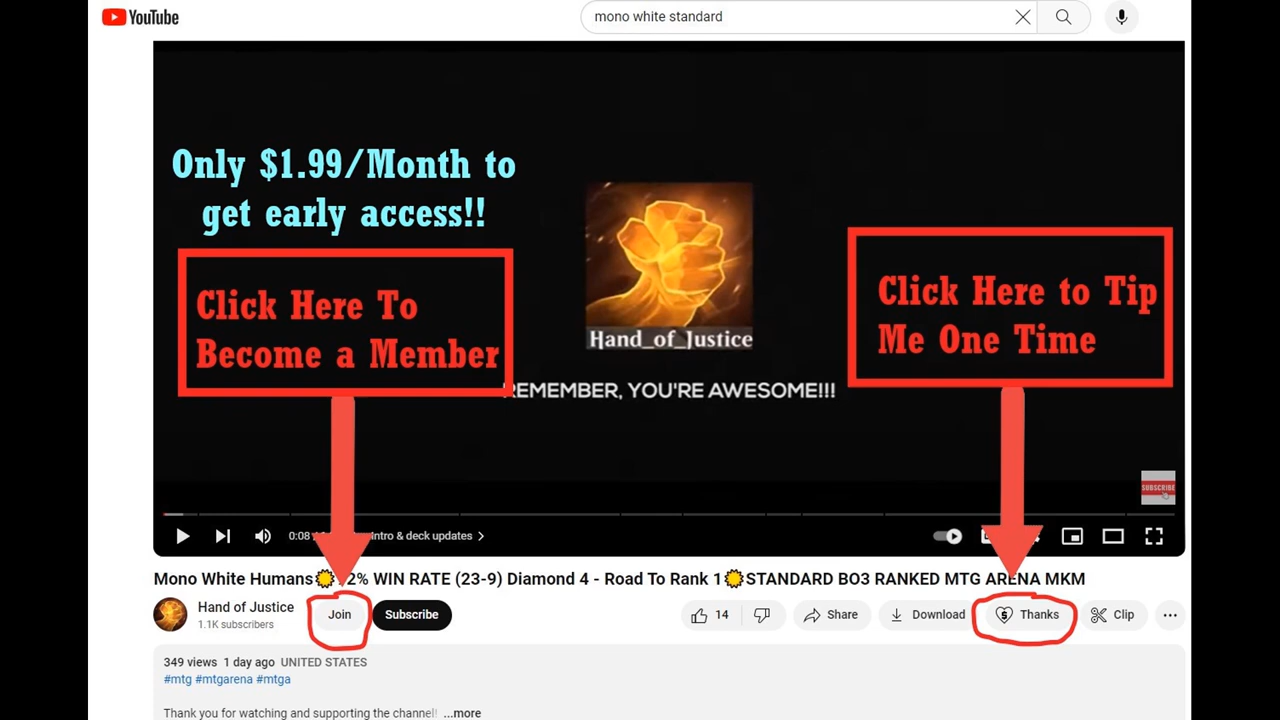 YouTube
mono white standard
Only $1.99/Month to
get early access!!
Click Here To
Become a Member
Click Here to Tip
Me One Time
Hand_of_Justice
REMEMBER, YOU'RE AWESOME!!!
SUBSCRIBE
0:08
Intro & deck updates
Mono White Humans 2% WIN RATE (23-9) Diamond 4 - Road To Rank 1 STANDARD BO3 RANKED MTG ARENA MKM
Hand of Justice
1.1K subscribers
Join
Subscribe
14
Share
Download
Thanks
Clip
349 views 1 day ago UNITED STATES
#mtg #mtgarena #mtga
Thank you for watching and supporting the channel! ...more